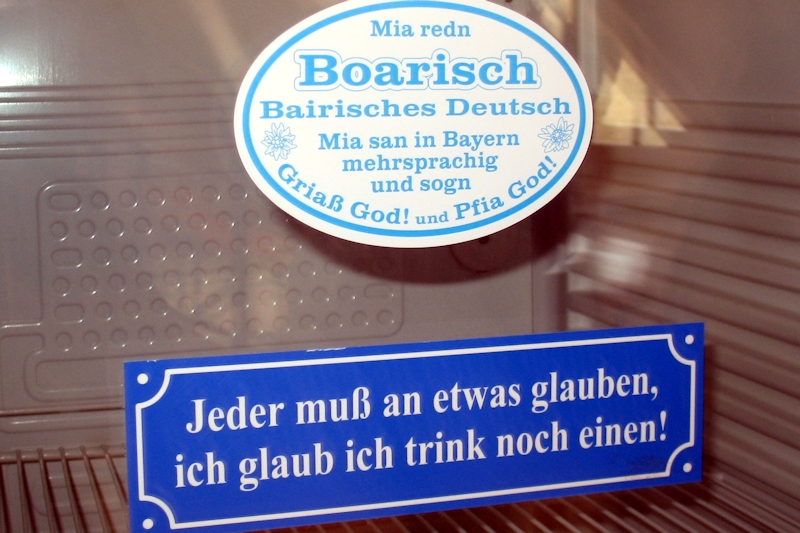 Mia redn
Boarisch
Bairisches Deutsch
Mia san in Bayern
mehrsprachig
und sogn
Griaß God! und Pfia God!
Jeder muß an etwas glauben,
ich glaub ich trink noch einen!